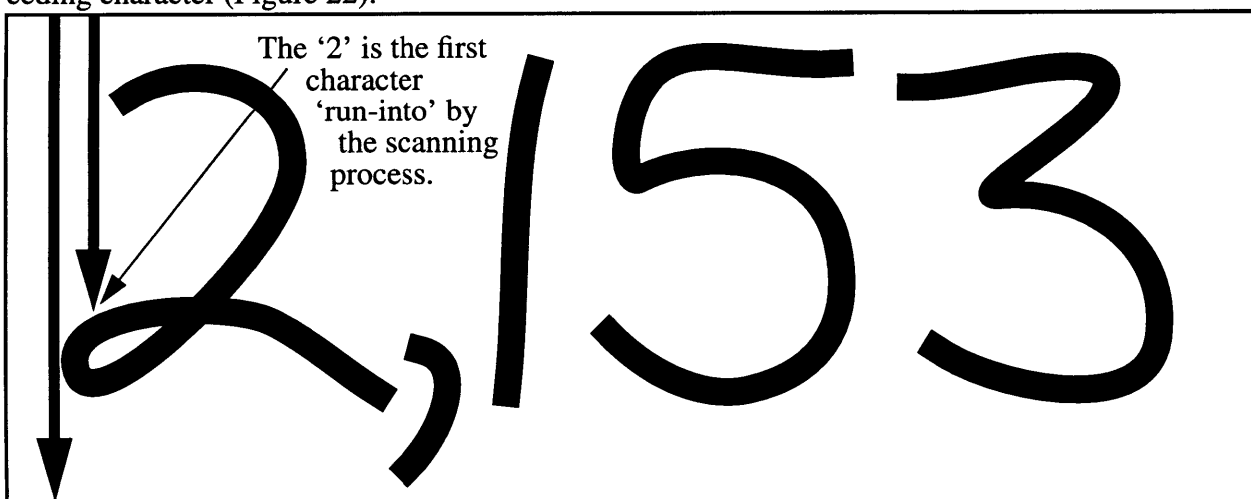 ceding character (Figure 22).
The ‘2’ is the first
character
‘run-into’ by
the scanning
process.
2,153